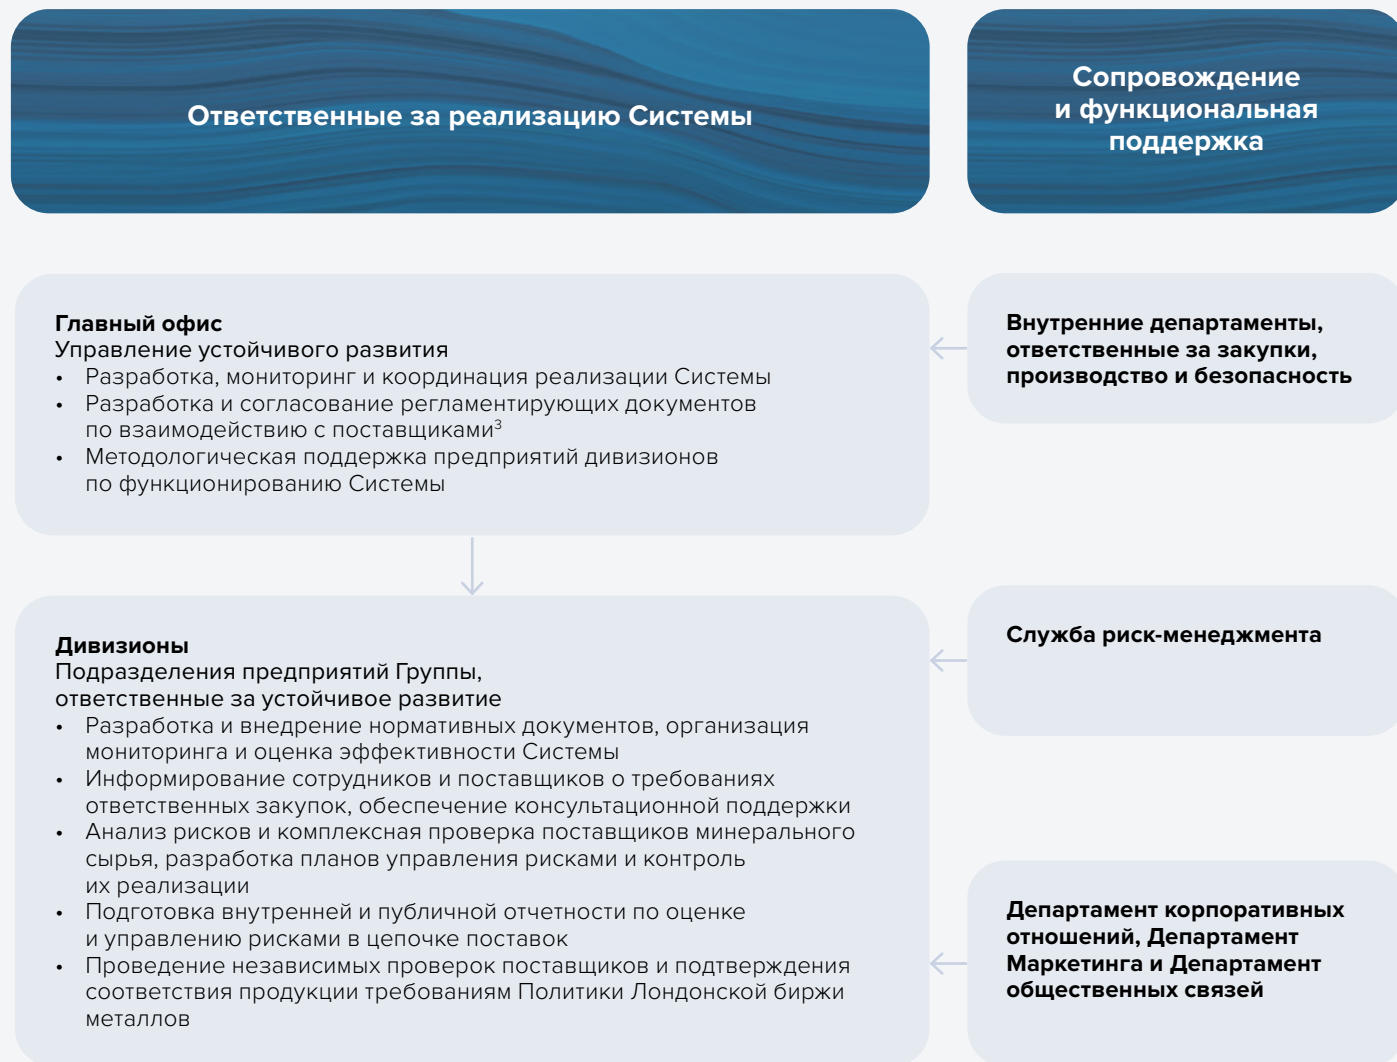 Ответственные за реализацию Системы
Сопровождение
и функциональная
поддержка
Главный офис
Управление устойчивого развития
• Разработка, мониторинг и координация реализации Системы
• Разработка и согласование регламентирующих документов
по взаимодействию с поставщиками³
• Методологическая поддержка предприятий дивизионов
по функционированию Системы
Внутренние департаменты,
ответственные за закупки,
производство и безопасность
Дивизионы
Подразделения предприятий Группы,
ответственные за устойчивое развитие
• Разработка и внедрение нормативных документов, организация
мониторинга и оценка эффективности Системы
• Информирование сотрудников и поставщиков о требованиях
ответственных закупок, обеспечение консультационной поддержки
• Анализ рисков и комплексная проверка поставщиков минерального
сырья, разработка планов управления рисками и контроль
их реализации
• Подготовка внутренней и публичной отчетности по оценке
и управлению рисками в цепочке поставок
• Проведение независимых проверок поставщиков и подтверждения
соответствия продукции требованиям Политики Лондонской биржи
металлов
Служба риск-менеджмента
Департамент корпоративных
отношений, Департамент
Маркетинга и Департамент
общественных связей